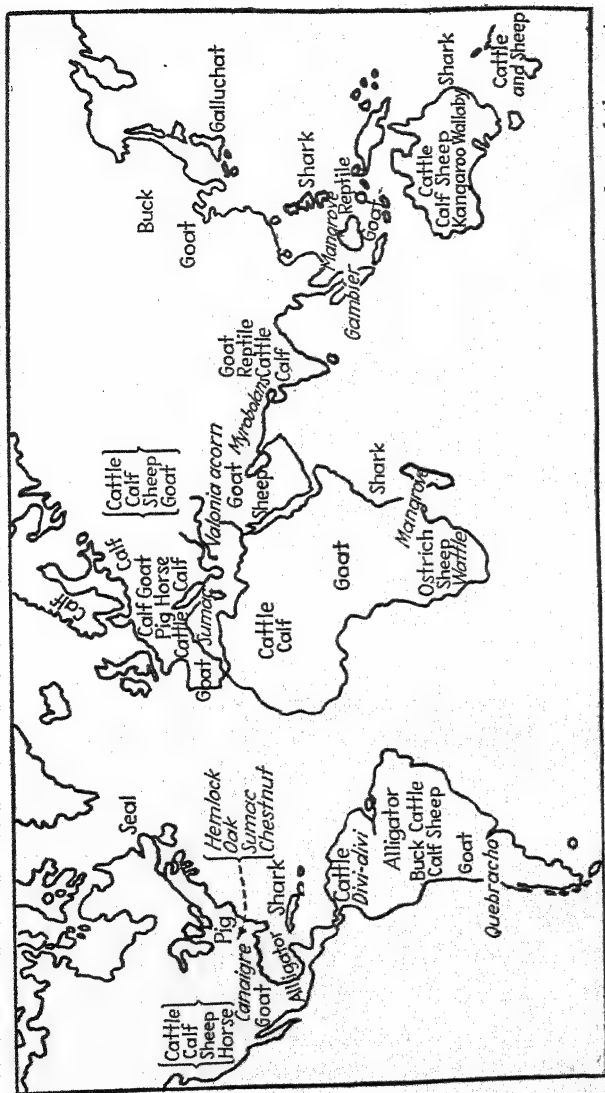 Seal
Cattle
Calf
Sheep
Horse
Pig
Hemlock
Oak
Sumac
Chestnut
Canaigre
Goat
Alligator
Shark
Cattle
Divi-divi
Alligator
Buck Cattle
Calf Sheep
Goat
Quebracho
Calf
Calf
Calf Goat
Pig Horse
Cattle Calf
Goat
Sumac
Cattle
Calf
Sheep
Goat
Valonia acorn
Goat
Sheep
Cattle
Calf
Goat
Shark
Mangrove
Ostrich
Sheep
Wattle
Myrobalans
Goat
Reptile
Cattle
Calf
Buck
Goat
Galluchat
Shark
Mangrove
Reptile
Goat
Gambier
Cattle
Calf Sheep
Kangaroo Wallaby
Shark
Cattle
and Sheep